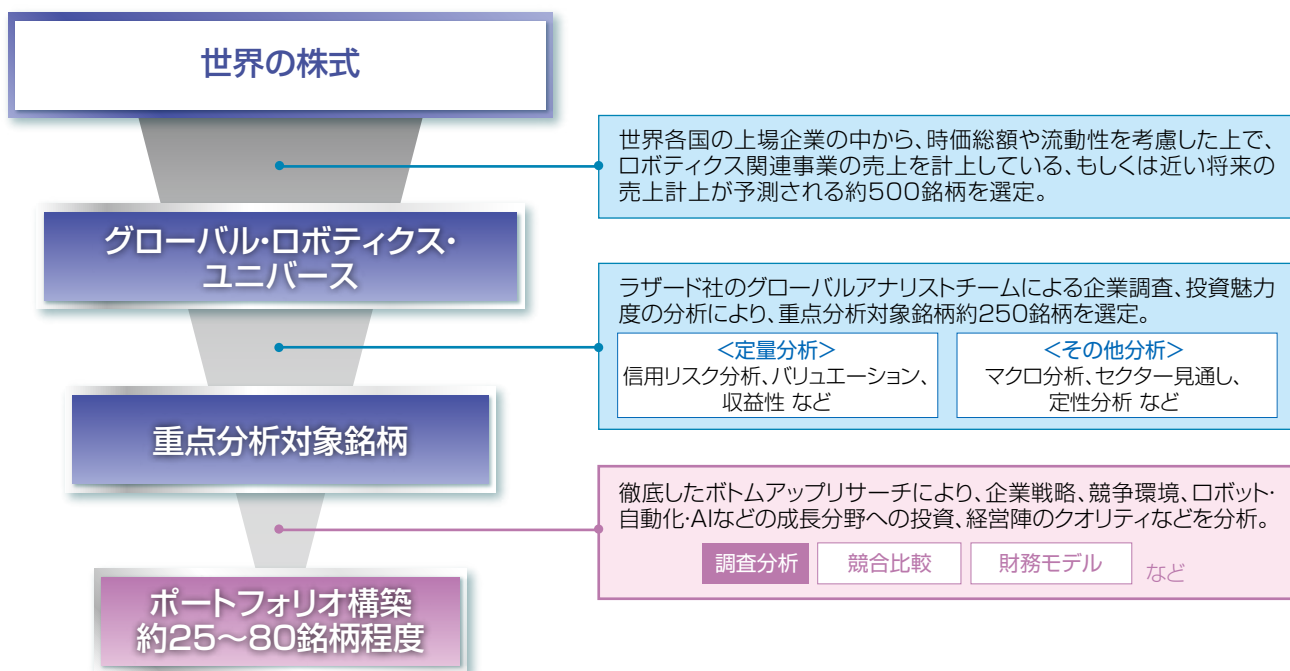 世界の株式
世界各国の上場企業の中から、時価総額や流動性を考慮した上で、
ロボティクス関連事業の売上を計上している、もしくは近い将来の
売上計上が予測される約500銘柄を選定。
グローバル・ロボティクス・
ユニバース
ラザード社のグローバルアナリストチームによる企業調査、投資魅力
度の分析により、重点分析対象銘柄約250銘柄を選定。
＜定量分析＞
信用リスク分析、バリュエーション、
収益性 など
＜その他分析＞
マクロ分析、セクター見通し、
定性分析 など
重点分析対象銘柄
徹底したボトムアップリサーチにより、企業戦略、競争環境、ロボット・
自動化・AIなどの成長分野への投資、経営陣のクオリティなどを分析。
調査分析
競合比較
財務モデル
など
ポートフォリオ構築
約25～80銘柄程度